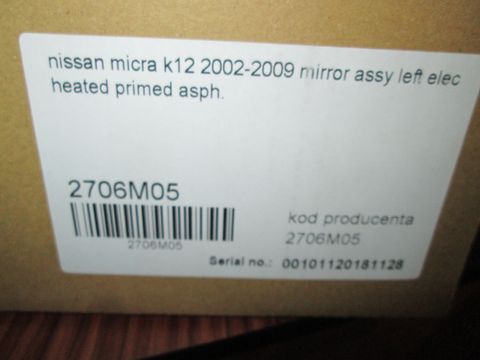 nissan micra k12 2002-2009 mirror assy left elec
heated primed asph.
2706M05
2706M05
kod producenta
2706M05
Serial no.: 00101120181128